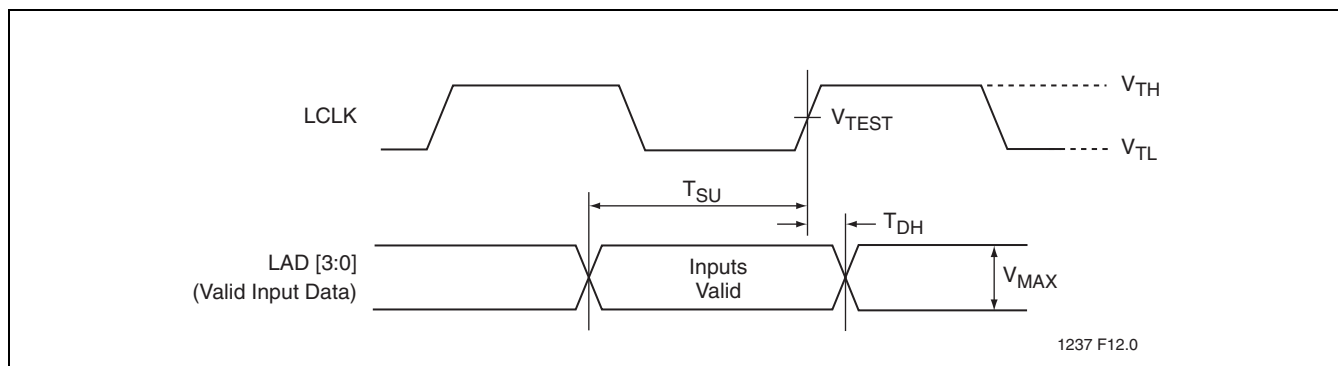 LCLK
V_TH
V_TEST
V_TL
T_SU
T_DH
LAD [3:0]
(Valid Input Data)
Inputs
Valid
V_MAX
1237 F12.0